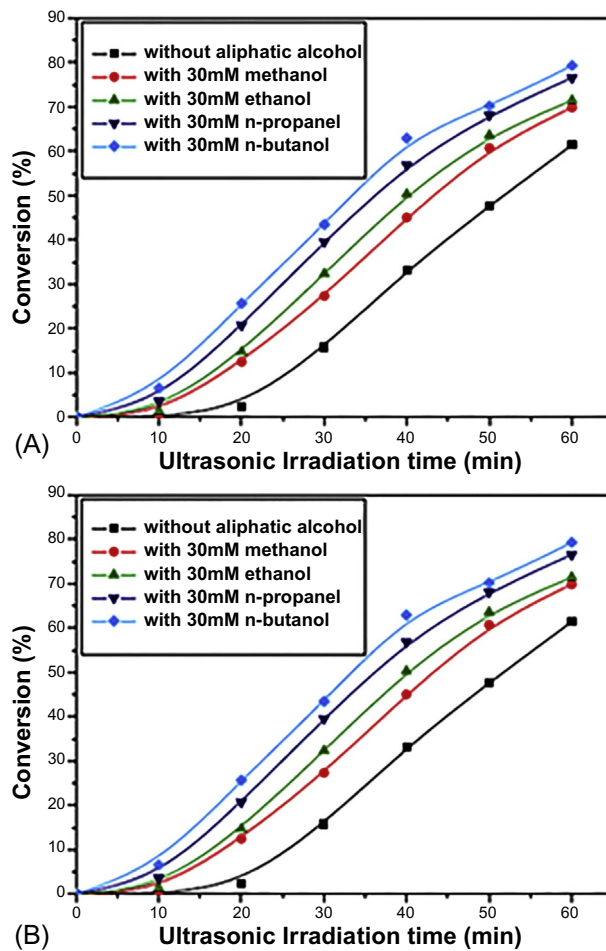 90
80
70
60
50
40
30
20
10
0
Conversion (%)
without aliphatic alcohol
with 30mM methanol
with 30mM ethanol
with 30mM n-propanel
with 30mM n-butanol
0 10 20 30 40 50 60
(A)
Ultrasonic Irradiation time (min)
90
80
70
60
50
40
30
20
10
0
Conversion (%)
without aliphatic alcohol
with 30mM methanol
with 30mM ethanol
with 30mM n-propanel
with 30mM n-butanol
0 10 20 30 40 50 60
(B)
Ultrasonic Irradiation time (min)